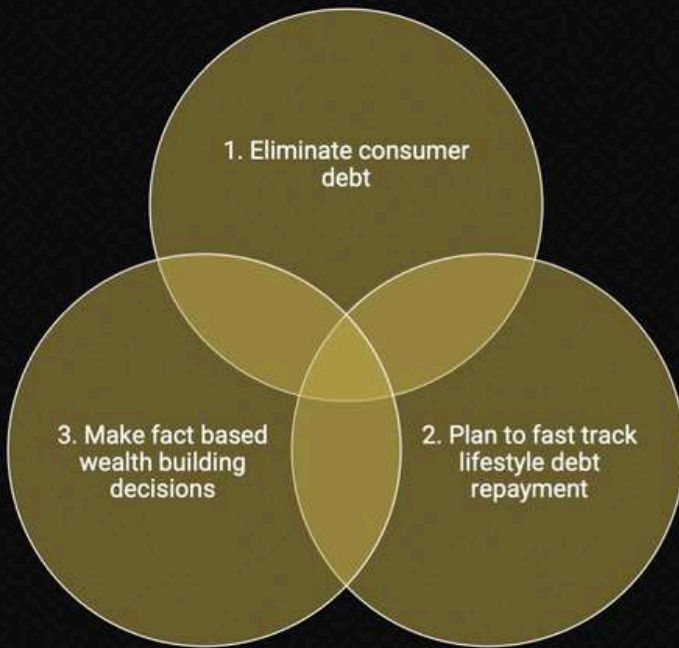 1. Eliminate consumer
debt
3. Make fact based
wealth building
decisions
2. Plan to fast track
lifestyle debt
repayment